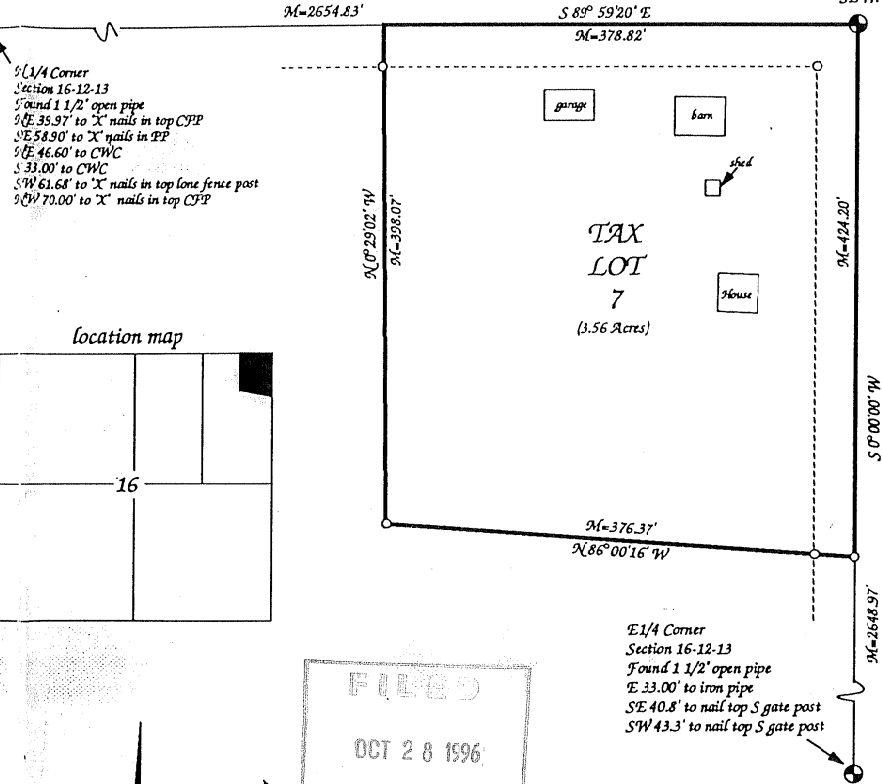 M=2654.83'
S 89° 59'20" E
M=378.82'
N 1/4 Corner
Section 16-12-13
Found 1 1/2" open pipe
NE 35.97' to "X" nails in top CFP
SE 58.90' to "X" nails in PP
NE 46.60' to CWC
S 33.00' to CWC
SW 61.68' to "X" nails in top lone fence post
NW 70.00' to "X" nails in top CFP
garage
barn
shed
N 0°29'02" W
M=398.07'
M=424.20'
TAX
LOT
7
(3.56 Acres)
House
location map
16
S 0°00'00" W
M=376.37'
N 86°00'16" W
M=2648.97'
E 1/4 Corner
Section 16-12-13
Found 1 1/2" open pipe
E 33.00' to iron pipe
SE 40.8' to nail top S gate post
SW 43.3' to nail top S gate post
FILED
OCT 28 1996